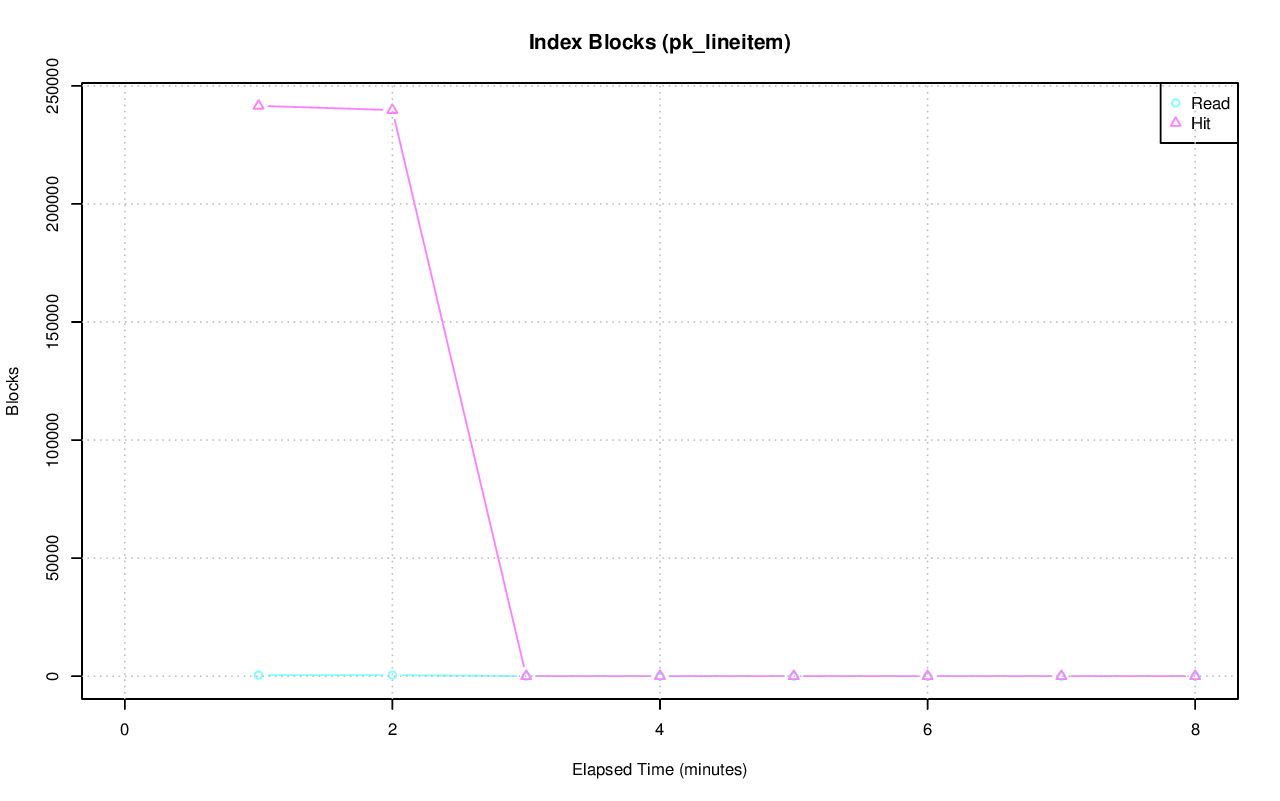 Index Blocks (pk_lineitem)
Read
Hit
250000
200000
150000
100000
50000
0
Blocks
0 2 4 6 8
Elapsed Time (minutes)